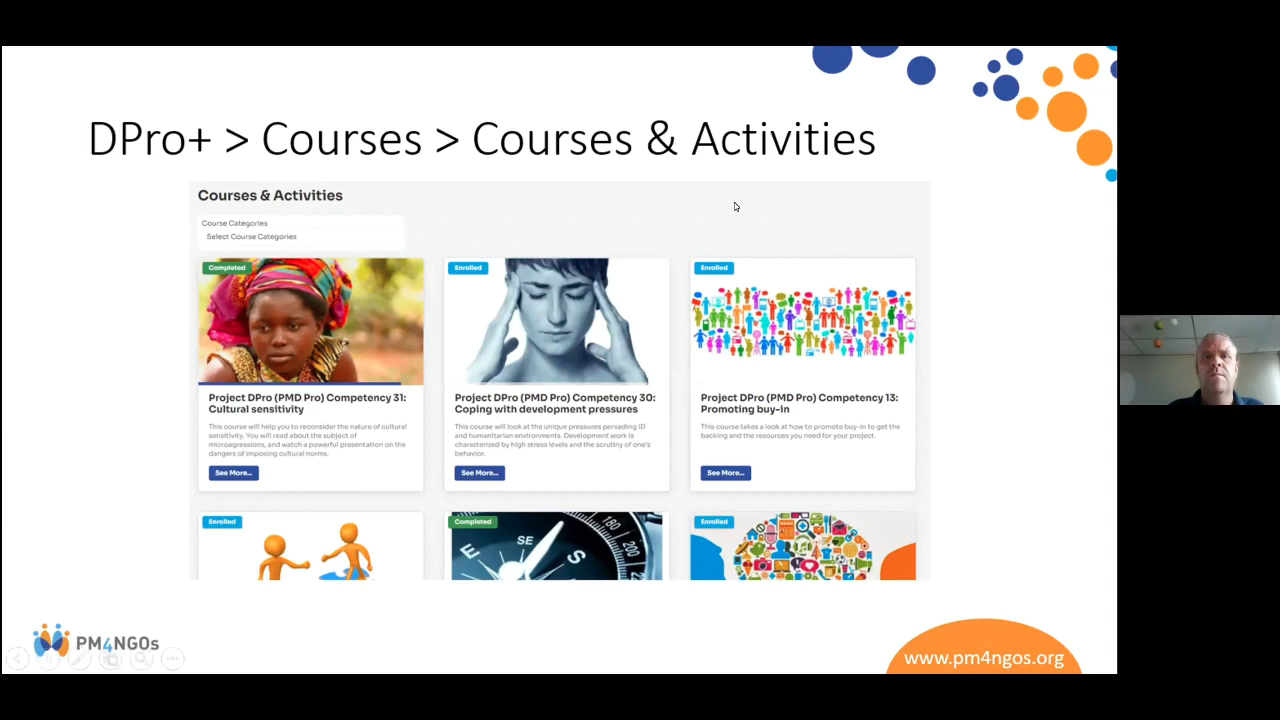 DPro+ > Courses > Courses & Activities
Courses & Activities
Course Categories
Select Course Categories
Completed
Enrolled
Enrolled
Project DPro (PMD Pro) Competency 31:
Cultural sensitivity
This course will help you to reconsider the nature of cultural
sensitivity. You will read about the subject of
microagressions, and watch a powerful presentation on the
dangers of imposing cultural norms.
See More...
Project DPro (PMD Pro) Competency 30:
Coping with development pressures
This course will look at the unique pressures pervading ID
and humanitarian environments. Development work is
characterized by high stress levels and the scrutiny of one's
behavior.
See More...
Project DPro (PMD Pro) Competency 13:
Promoting buy-in
This course takes a look at how to promote buy-in to get the
backing and the resources you need for your project.
See More...
Enrolled
Completed
Enrolled
E
SE
S
180
200
PM4NGOs
www.pm4ngos.org